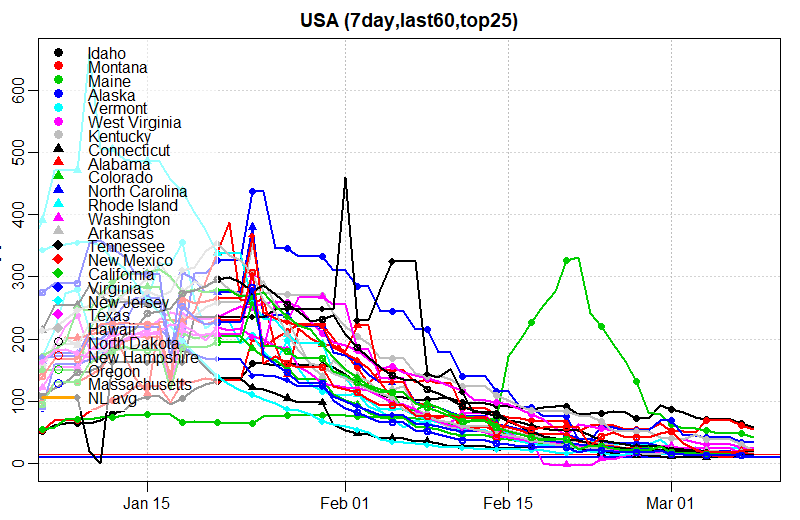 USA (7day,last60,top25)
600
500
400
300
200
100
0
Idaho
Montana
Maine
Alaska
Vermont
West Virginia
Kentucky
Connecticut
Alabama
Colorado
North Carolina
Rhode Island
Washington
Arkansas
Tennessee
New Mexico
California
Virginia
New Jersey
Texas
Hawaii
North Dakota
New Hampshire
Oregon
Massachusetts
NL avg
Jan 15
Feb 01
Feb 15
Mar 01